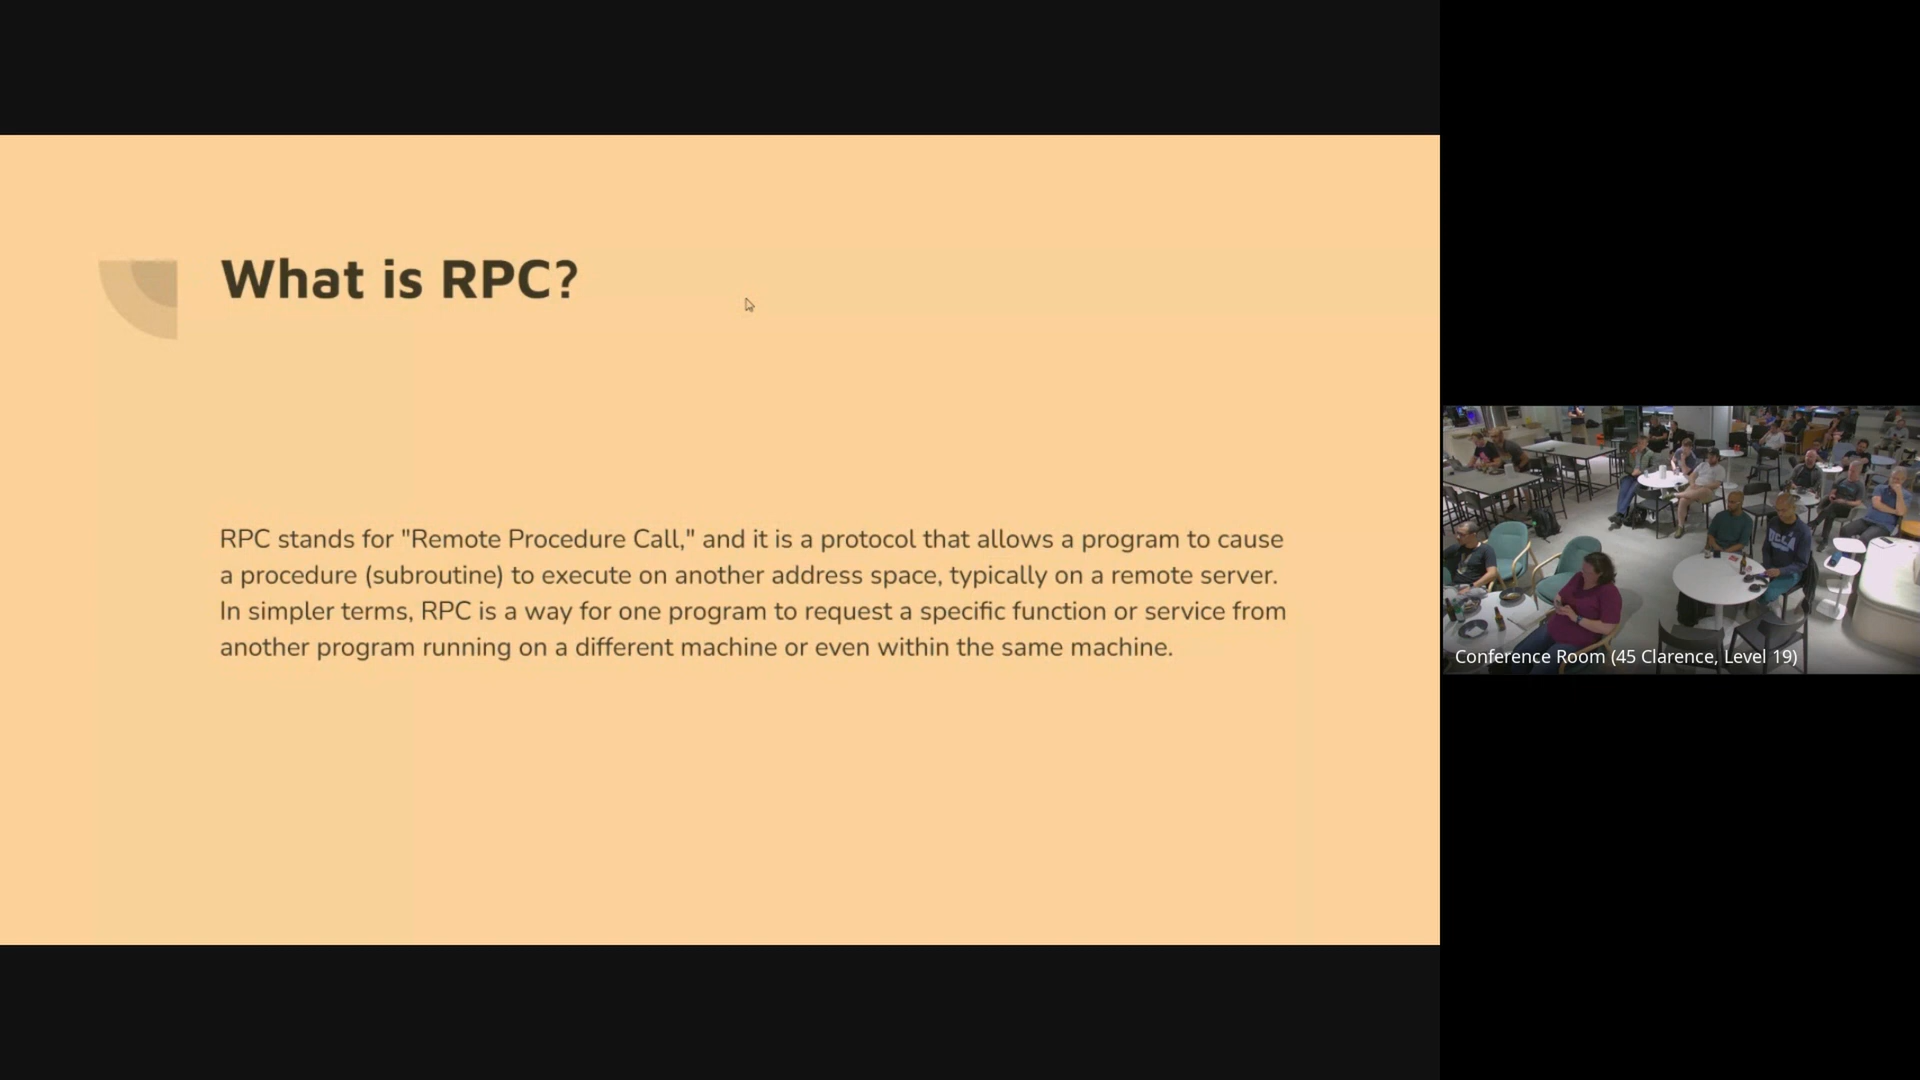 What is RPC?
RPC stands for "Remote Procedure Call," and it is a protocol that allows a program to cause
a procedure (subroutine) to execute on another address space, typically on a remote server.
In simpler terms, RPC is a way for one program to request a specific function or service from
another program running on a different machine or even within the same machine.
UCLA
Conference Room (45 Clarence, Level 19)